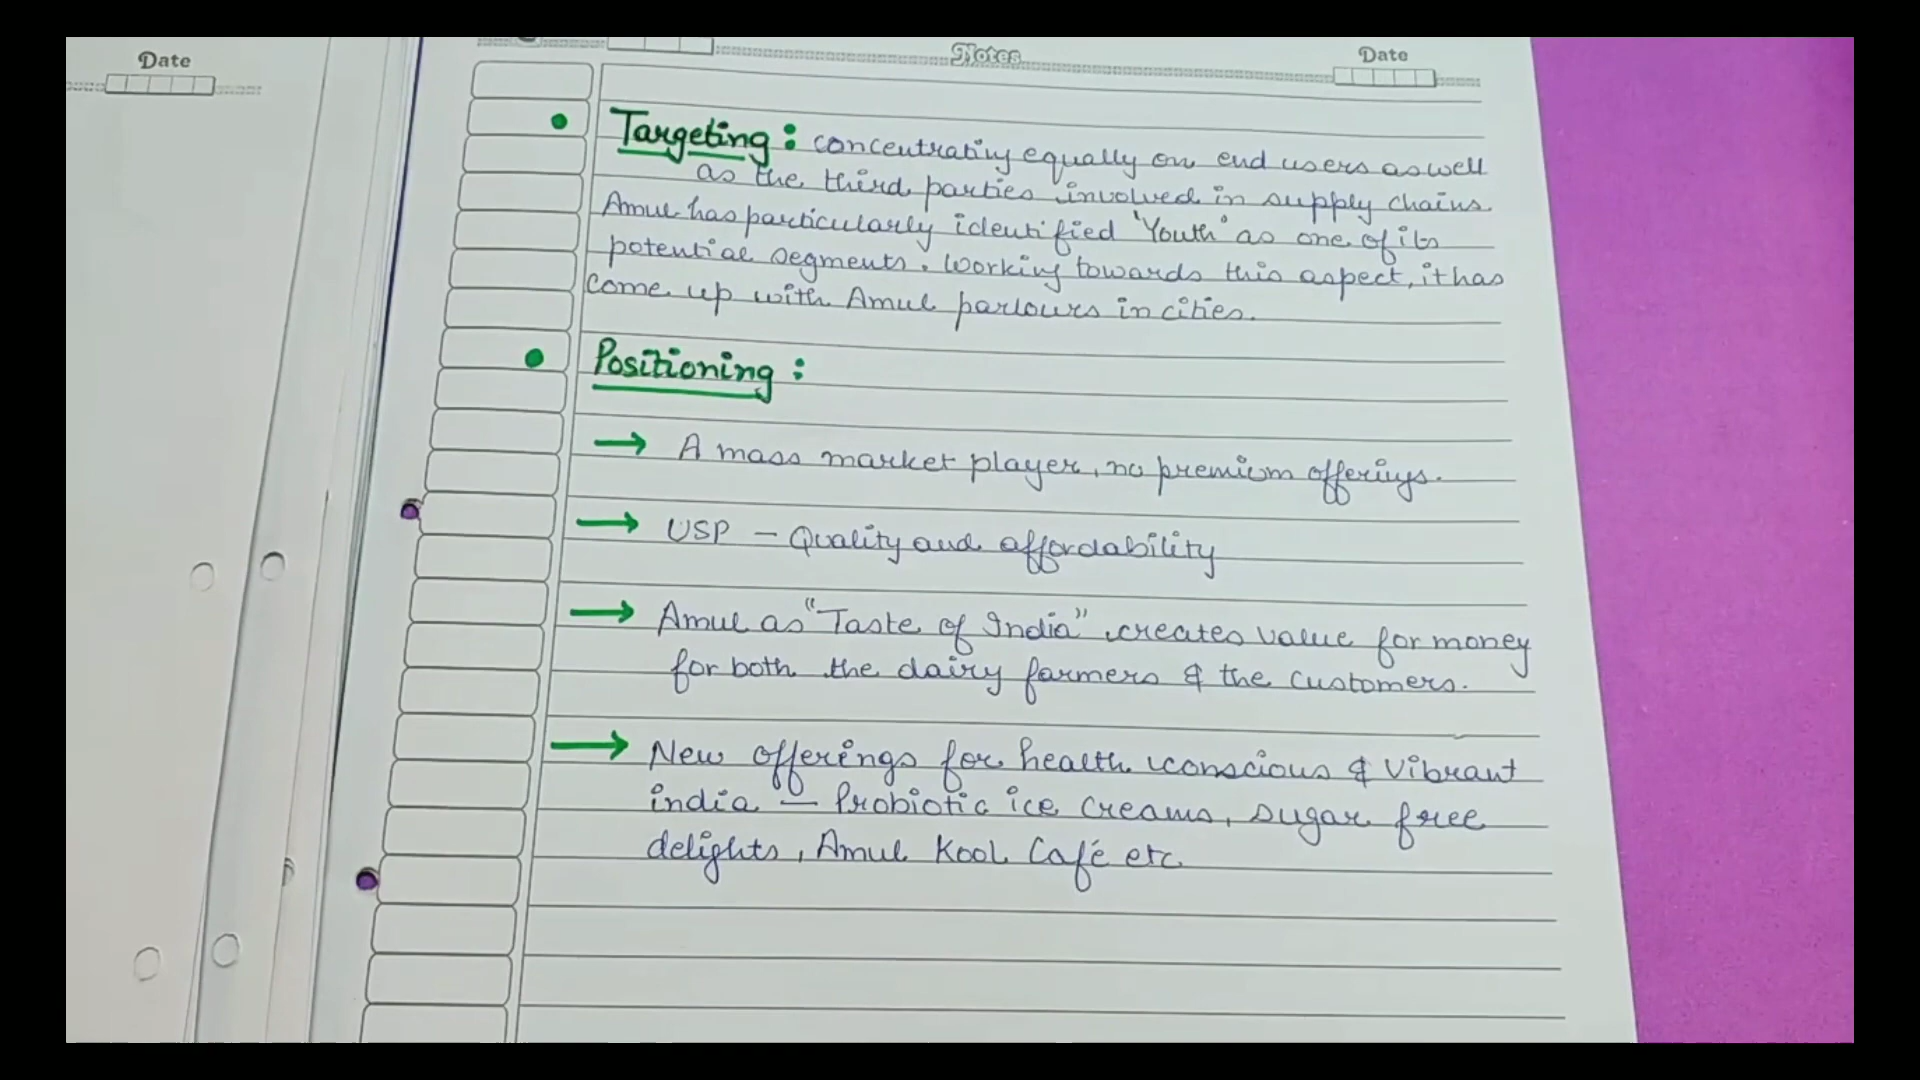 Date
Notes
Date
• Targeting: concentrating equally on end users as well
as the third parties involved in supply chains.
Amul has particularly identified 'Youth' as one of its
potential segments. Working towards this aspect, it has
come up with Amul parlours in cities.
• Positioning:
→ A mass market player, no premium offerings.
→ USP - Quality and affordability
→ Amul as "Taste of India" creates value for money
for both the dairy farmers & the customers.
→ New offerings for health conscious & vibrant
india - Probiotic ice creams, sugar free
delights, Amul Kool Café etc.